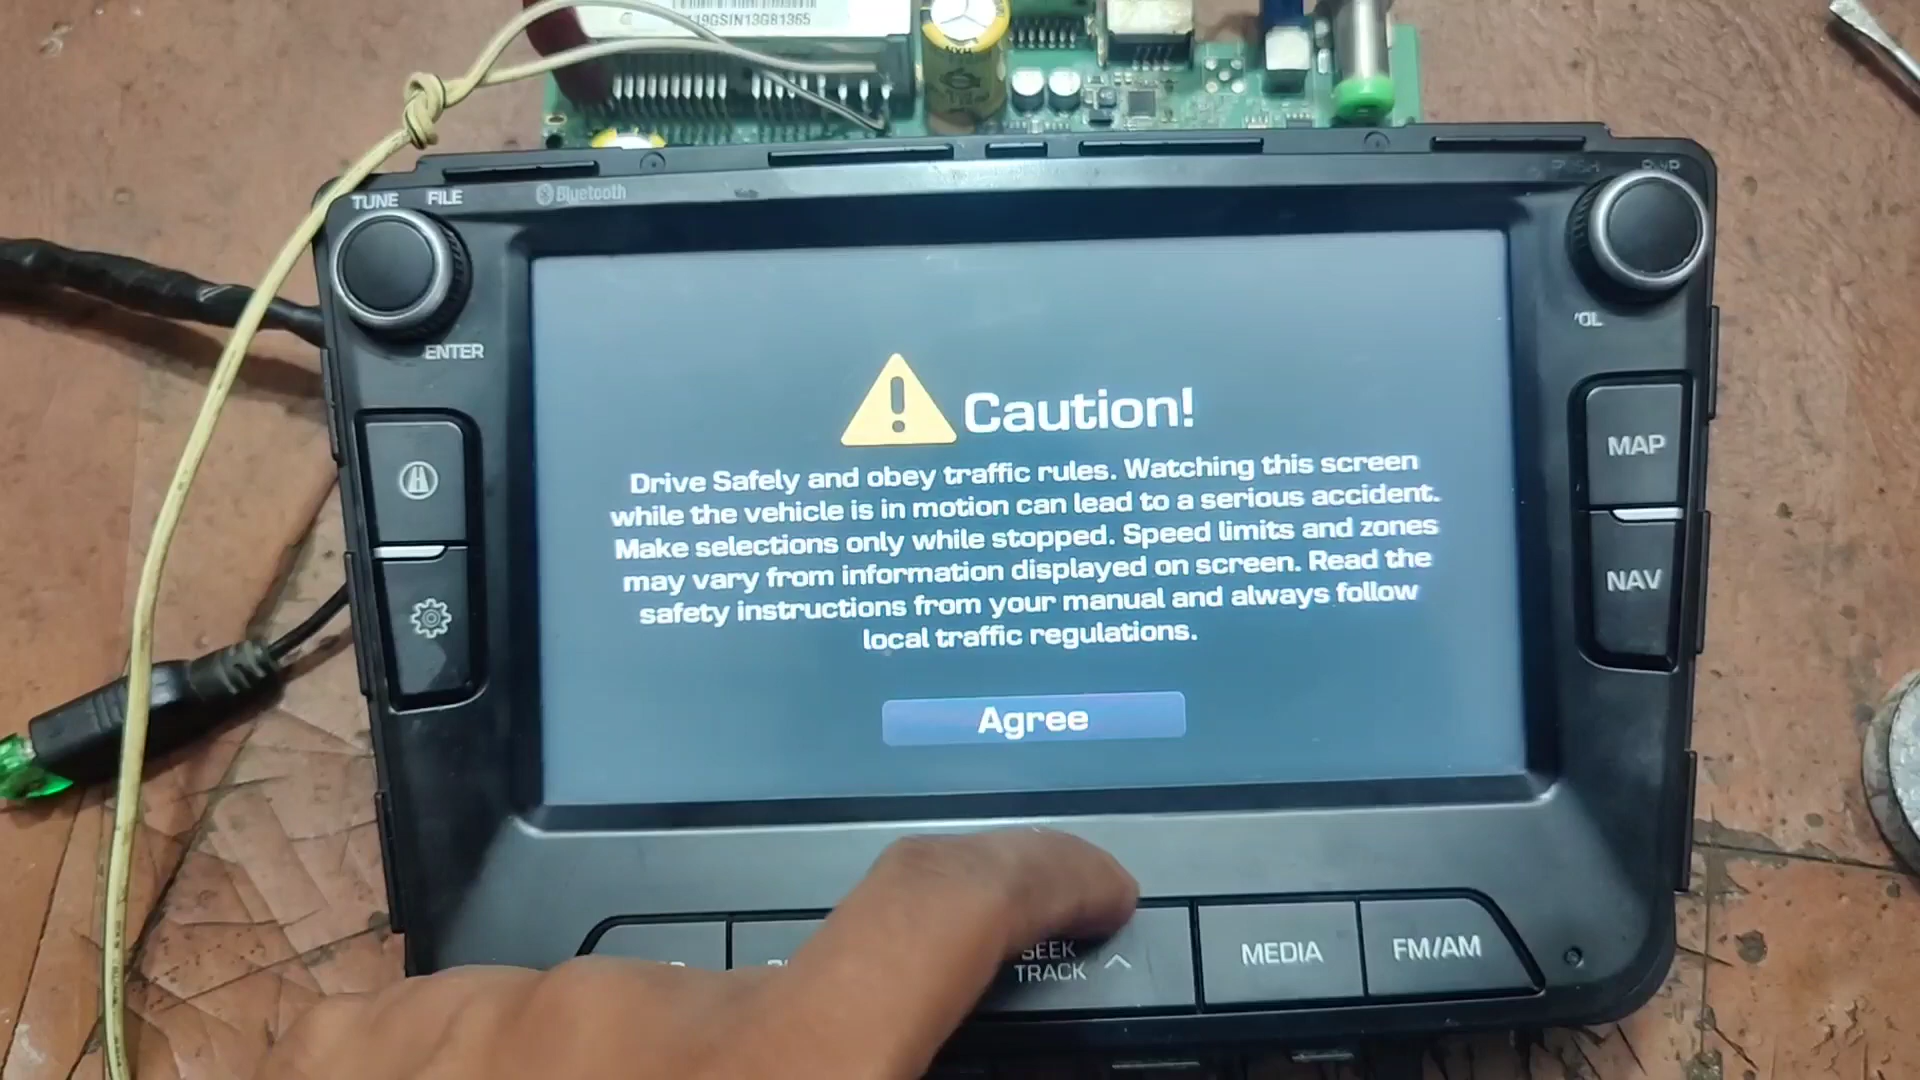 TUNE FILE
Bluetooth
ENTER
Caution!
Drive Safely and obey traffic rules. Watching this screen
while the vehicle is in motion can lead to a serious accident.
Make selections only while stopped. Speed limits and zones
may vary from information displayed on screen. Read the
safety instructions from your manual and always follow
local traffic regulations.
Agree
MAP
NAV
SEEK
TRACK
MEDIA
FM/AM